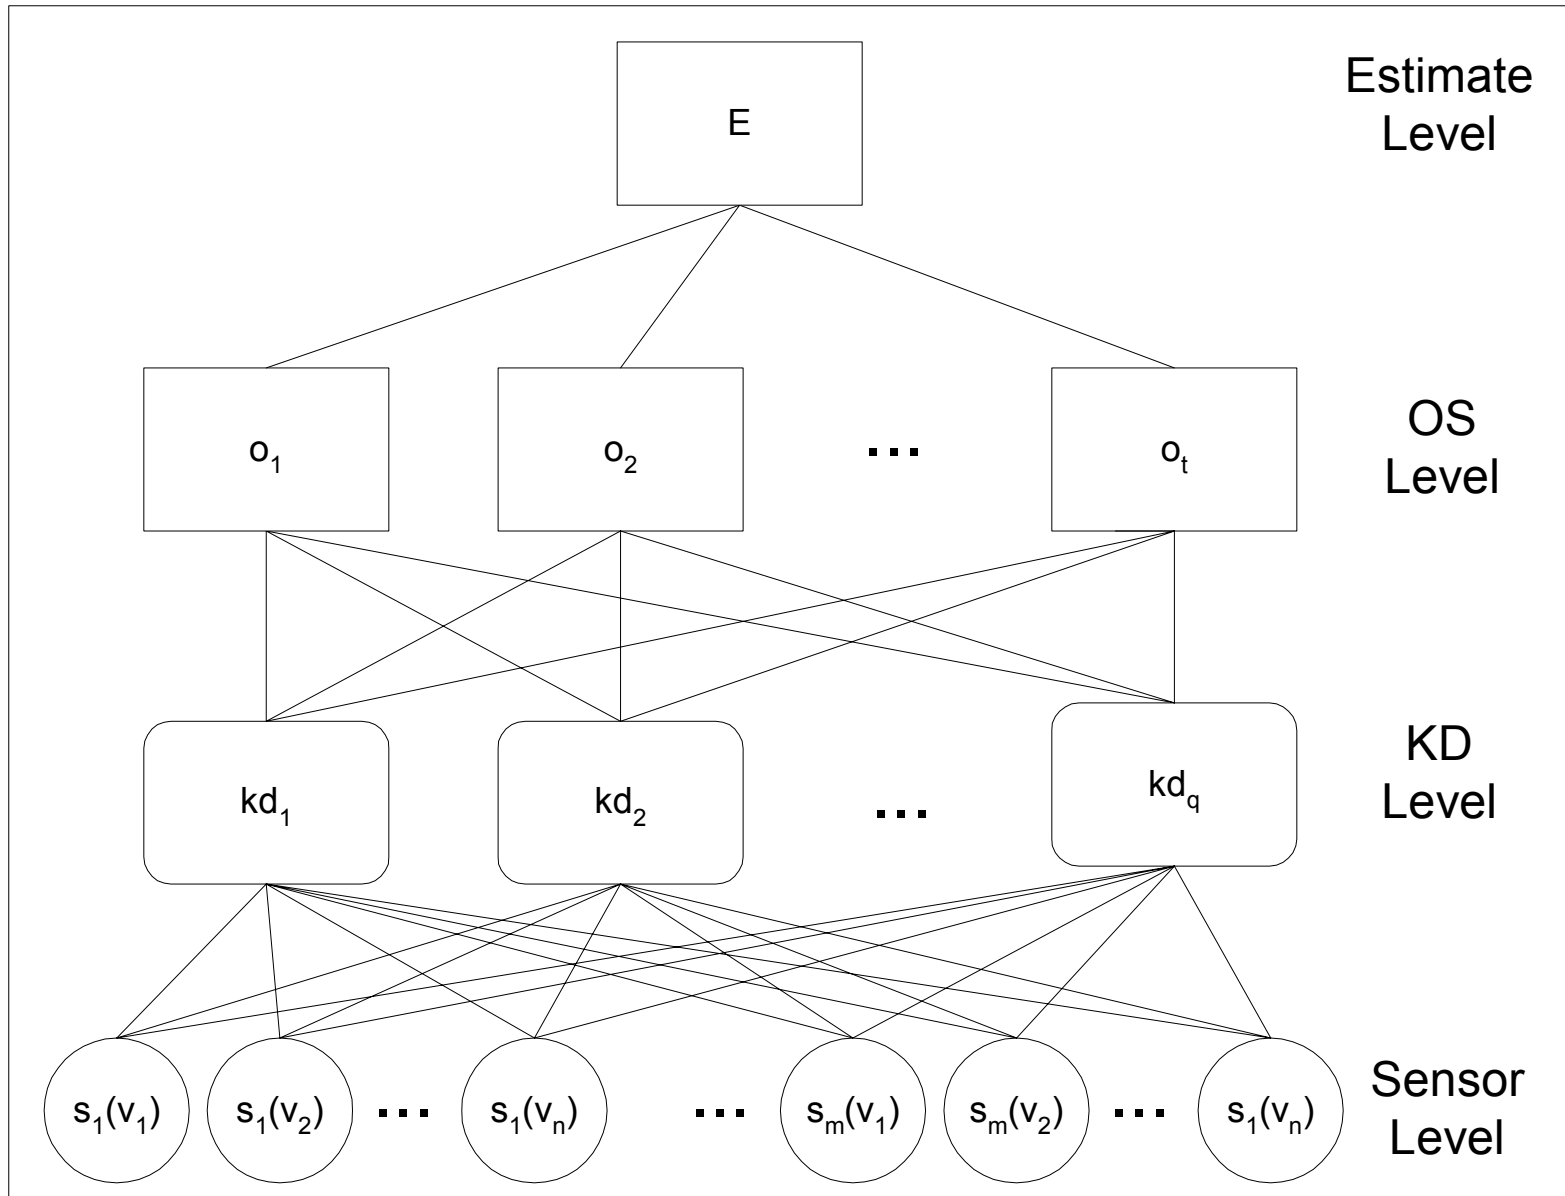 E
Estimate
Level
o₁
o₂
...
oₜ
OS
Level
kd₁
kd₂
...
kd_q
KD
Level
s₁(v₁)
s₁(v₂)
...
s₁(vₙ)
...
sₘ(v₁)
sₘ(v₂)
...
s₁(vₙ)
Sensor
Level